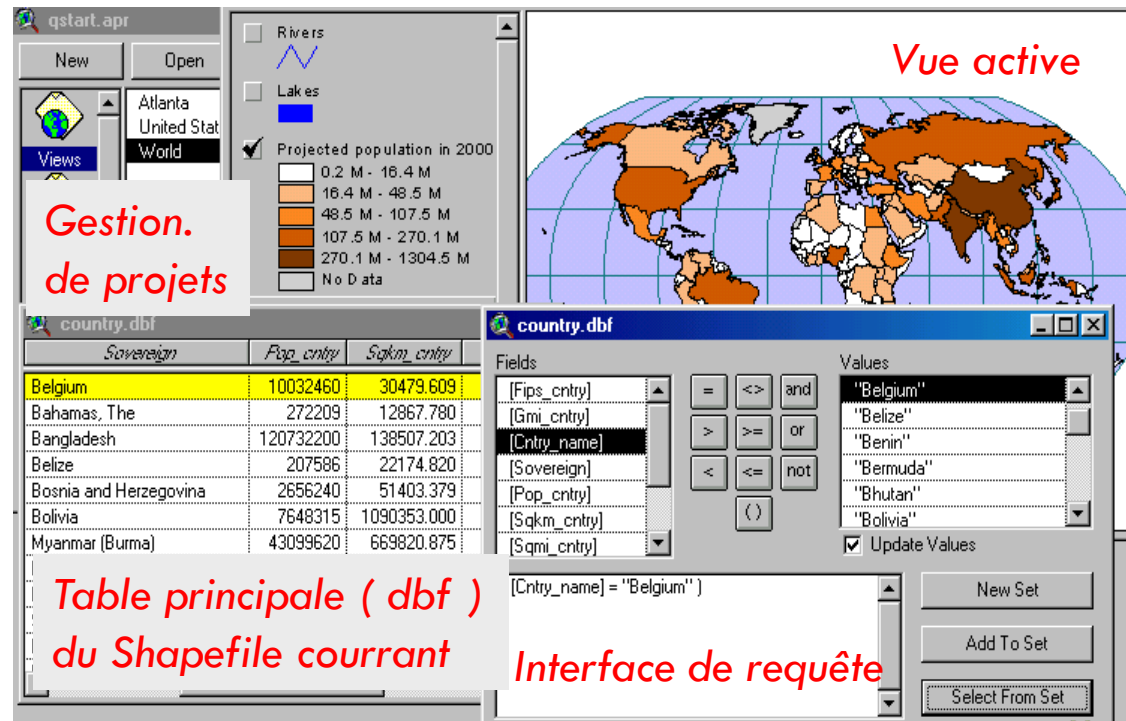 qstart.apr
New Open
Views
Atlanta
United Stat
World
Gestion.
de projets
Rivers
Lakes
Projected population in 2000
0.2 M - 16.4 M
16.4 M - 48.5 M
48.5 M - 107.5 M
107.5 M - 270.1 M
270.1 M - 1304.5 M
No Data
Vue active
country.dbf
Sovereign Pop_cntry Sqkm_cntry
Belgium 10032460 30479.609
Bahamas, The 272209 12867.780
Bangladesh 120732200 138507.203
Belize 207586 22174.820
Bosnia and Herzegovina 2656240 51403.379
Bolivia 7648315 1090353.000
Myanmar (Burma) 43099620 669820.875
Table principale ( dbf )
du Shapefile courrant
country.dbf
Fields
[Fips_cntry]
[Gmi_cntry]
[Cntry_name]
[Sovereign]
[Pop_cntry]
[Sqkm_cntry]
[Sqmi_cntry]
= <> and
> >= or
< <= not
()
Values
"Belgium"
"Belize"
"Benin"
"Bermuda"
"Bhutan"
"Bolivia"
Update Values
[Cntry_name] = "Belgium" )
New Set
Add To Set
Select From Set
Interface de requête